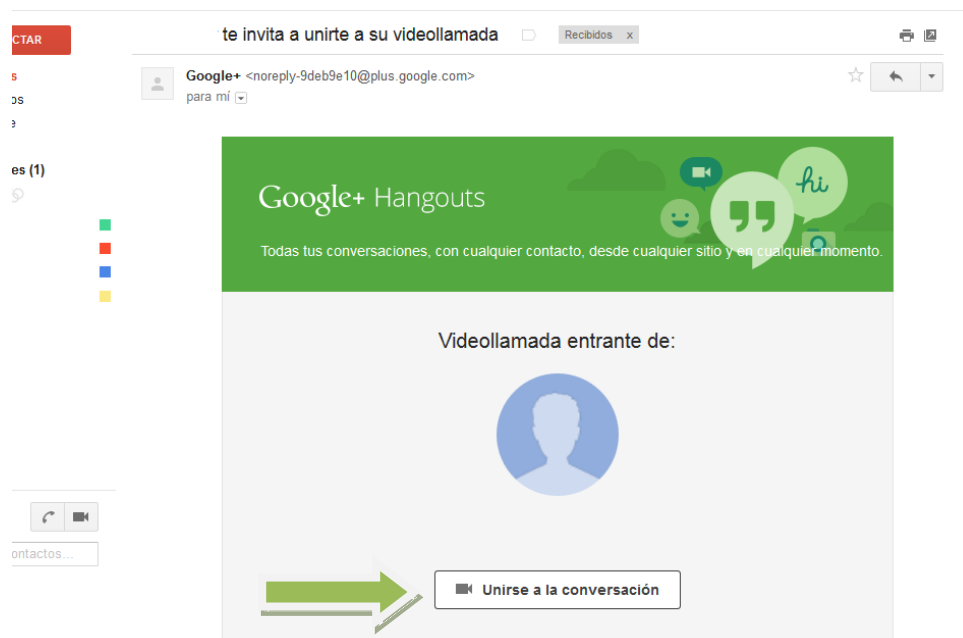 te invita a unirte a su videollamada
Recibidos x
CTAR
Google+ <noreply-9deb9e10@plus.google.com>
para mí
s
os
e
es (1)
Google+ Hangouts
hi
Todas tus conversaciones, con cualquier contacto, desde cualquier sitio y en cualquier momento.
Videollamada entrante de:
ontactos...
Unirse a la conversación